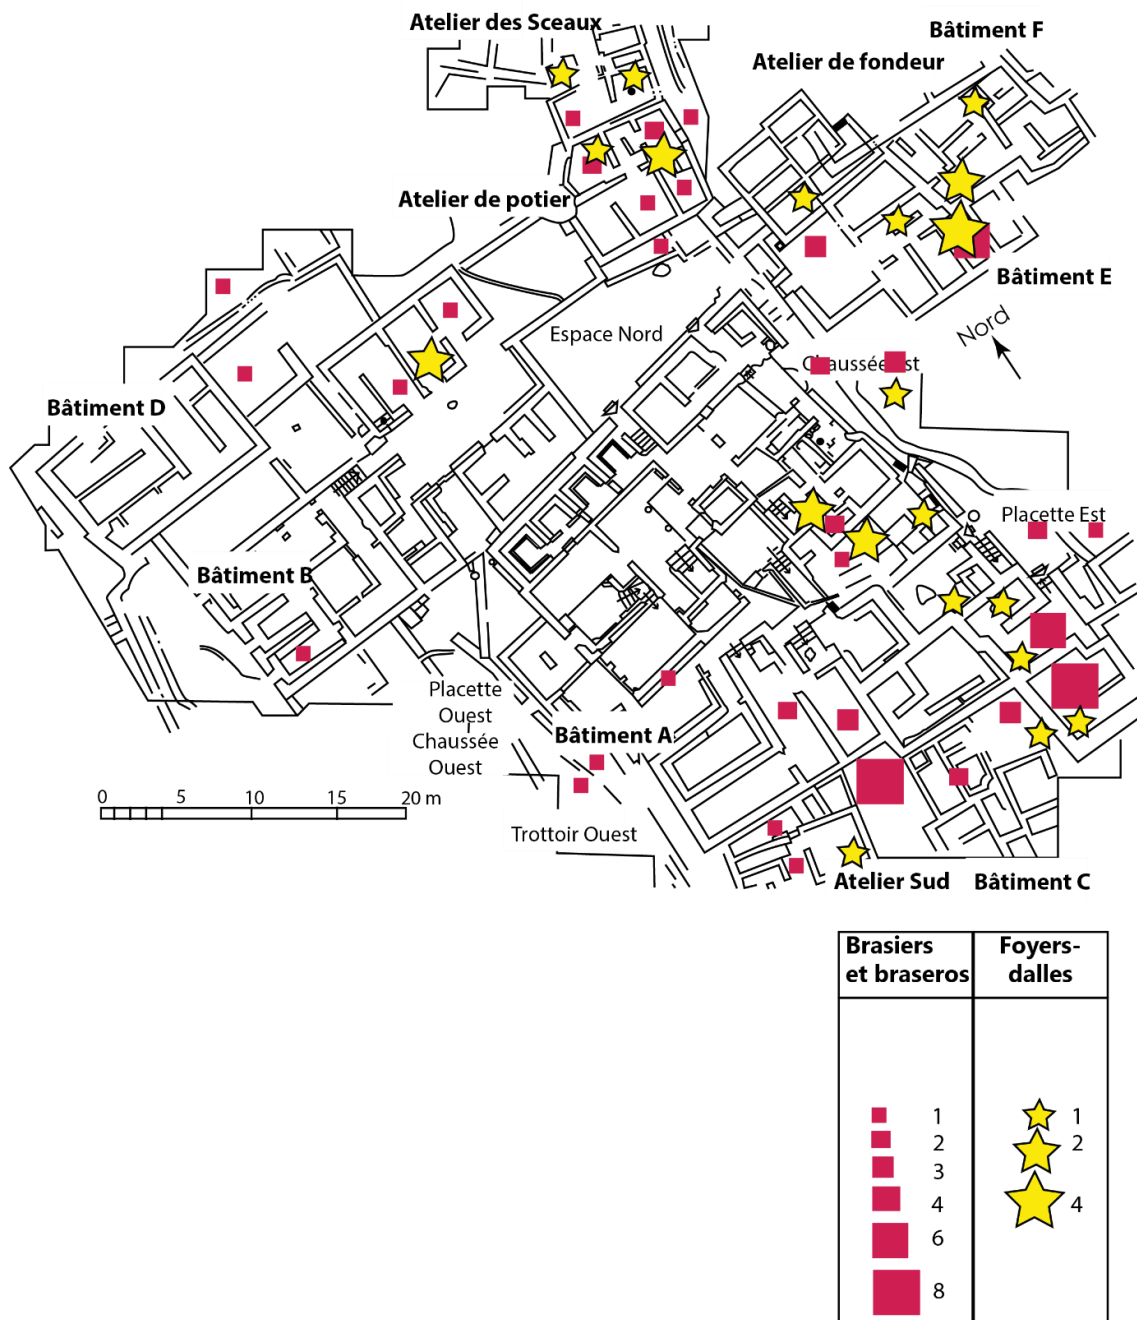 Atelier des Sceaux
Bâtiment F
Atelier de fondeur
Atelier de potier
Bâtiment E
Nord
Espace Nord
Chaussée Est
Bâtiment D
Placette Est
Bâtiment B
Placette
Ouest
Chaussée
Ouest
Bâtiment A
0 5 10 15 20 m
Trottoir Ouest
Atelier Sud
Bâtiment C
Brasiers
et braseros
Foyers-
dalles
1
2
3
4
6
8
1
2
4